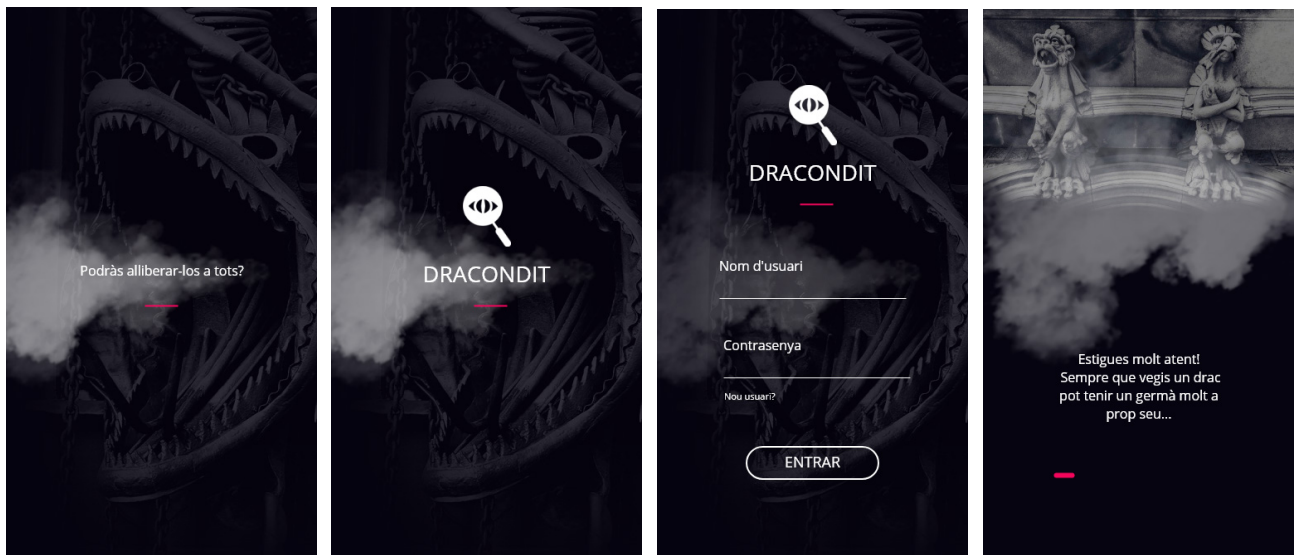 Podràs alliberar-los a tots?
DRACONDIT
DRACONDIT
Nom d'usuari
Contrasenya
Nou usuari?
ENTRAR
Estigues molt atent!
Sempre que vegis un drac
pot tenir un germà molt a
prop seu...